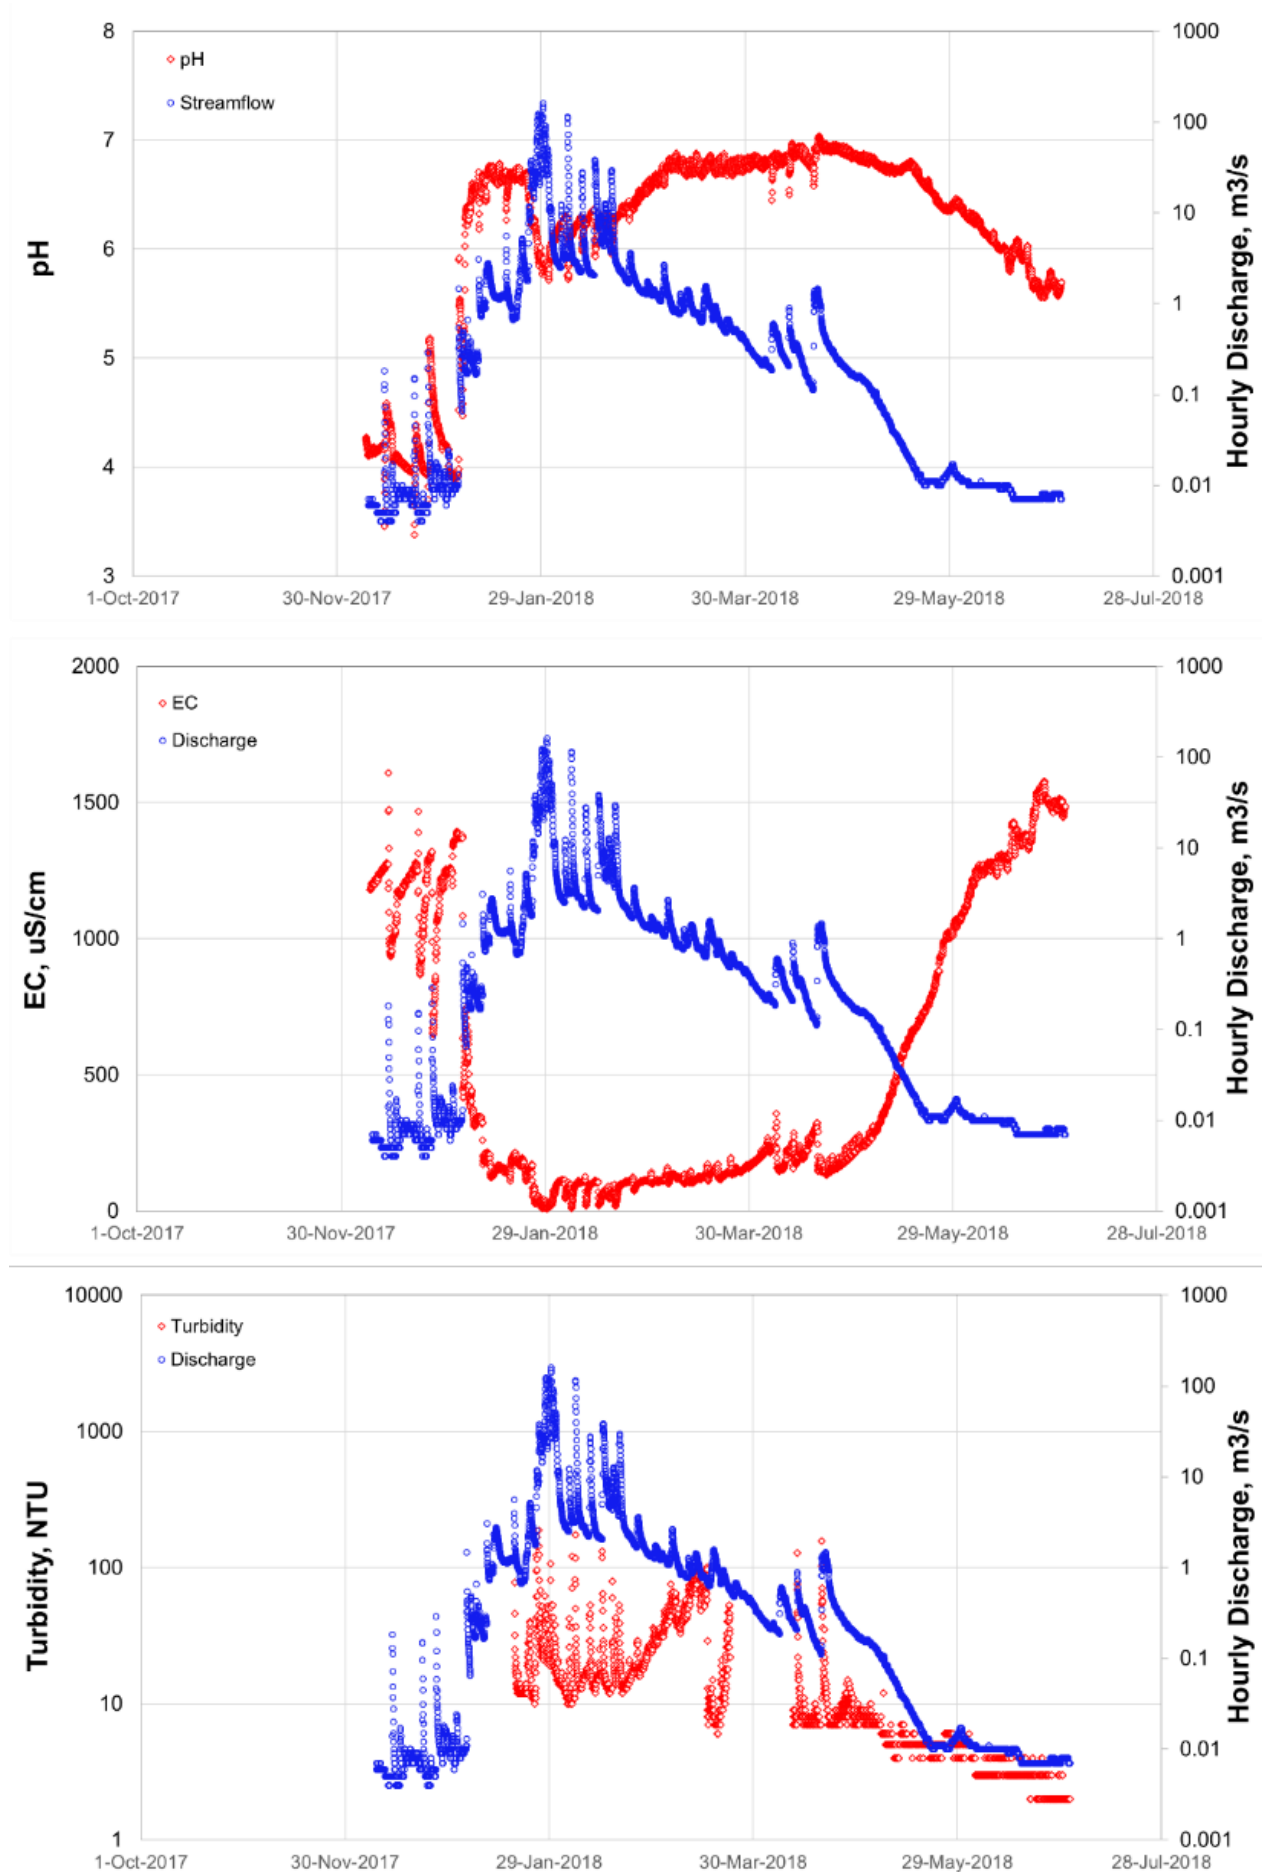 8
1000
pH
Streamflow
7
100
10
6
pH
Hourly Discharge, m3/s
1
5
0.1
4
0.01
3
0.001
1-Oct-2017 30-Nov-2017 29-Jan-2018 30-Mar-2018 29-May-2018 28-Jul-2018
2000
1000
EC
Discharge
100
1500
10
EC, uS/cm
Hourly Discharge, m3/s
1000
1
0.1
500
0.01
0
0.001
1-Oct-2017 30-Nov-2017 29-Jan-2018 30-Mar-2018 29-May-2018 28-Jul-2018
10000
1000
Turbidity
Discharge
100
1000
10
Turbidity, NTU
Hourly Discharge, m3/s
100
1
0.1
10
0.01
1
0.001
1-Oct-2017 30-Nov-2017 29-Jan-2018 30-Mar-2018 29-May-2018 28-Jul-2018